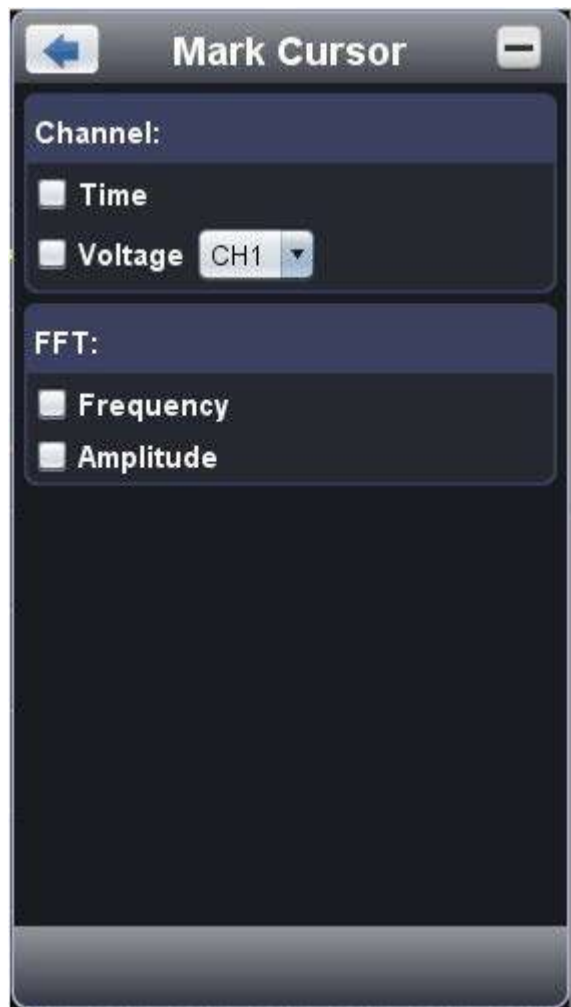 Mark Cursor
Channel:
Time
Voltage CH1
FFT:
Frequency
Amplitude